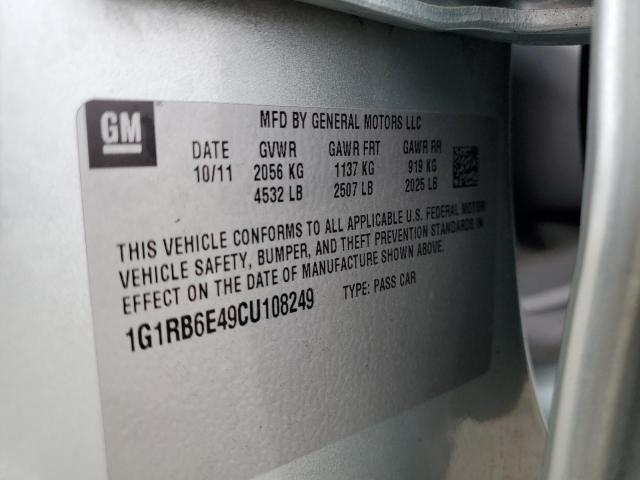 GM
MFD BY GENERAL MOTORS LLC
DATE GVWR GAWR FRT GAWR RR
10/11 2056 KG 1137 KG 919 KG
4532 LB 2507 LB 2025 LB
THIS VEHICLE CONFORMS TO ALL APPLICABLE U.S. FEDERAL MOTOR
VEHICLE SAFETY, BUMPER, AND THEFT PREVENTION STANDARDS IN
EFFECT ON THE DATE OF MANUFACTURE SHOWN ABOVE.
1G1RB6E49CU108249 TYPE: PASS CAR